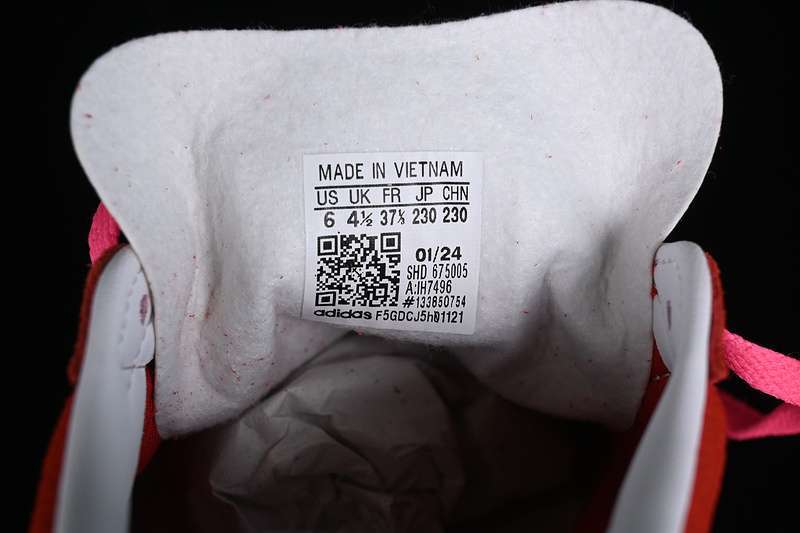 MADE IN VIETNAM
US UK FR JP CHN
6 4½ 37⅓ 230 230
01/24
SHD 675005
A:IH7496
#133850754
adidas F5GDCJ5h01121